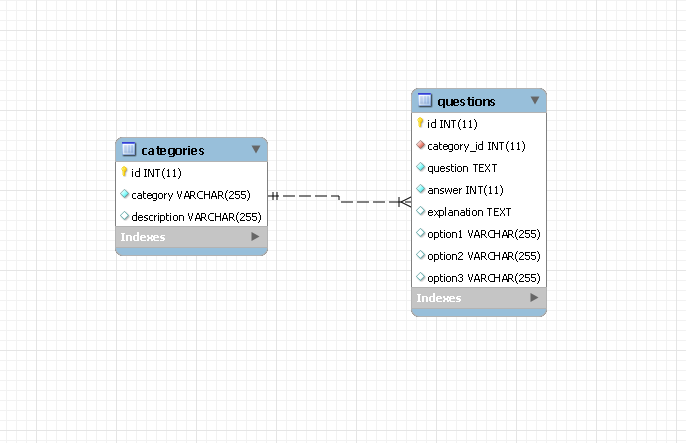 categories
id INT(11)
category VARCHAR(255)
description VARCHAR(255)
Indexes
questions
id INT(11)
category_id INT(11)
question TEXT
answer INT(11)
explanation TEXT
option1 VARCHAR(255)
option2 VARCHAR(255)
option3 VARCHAR(255)
Indexes